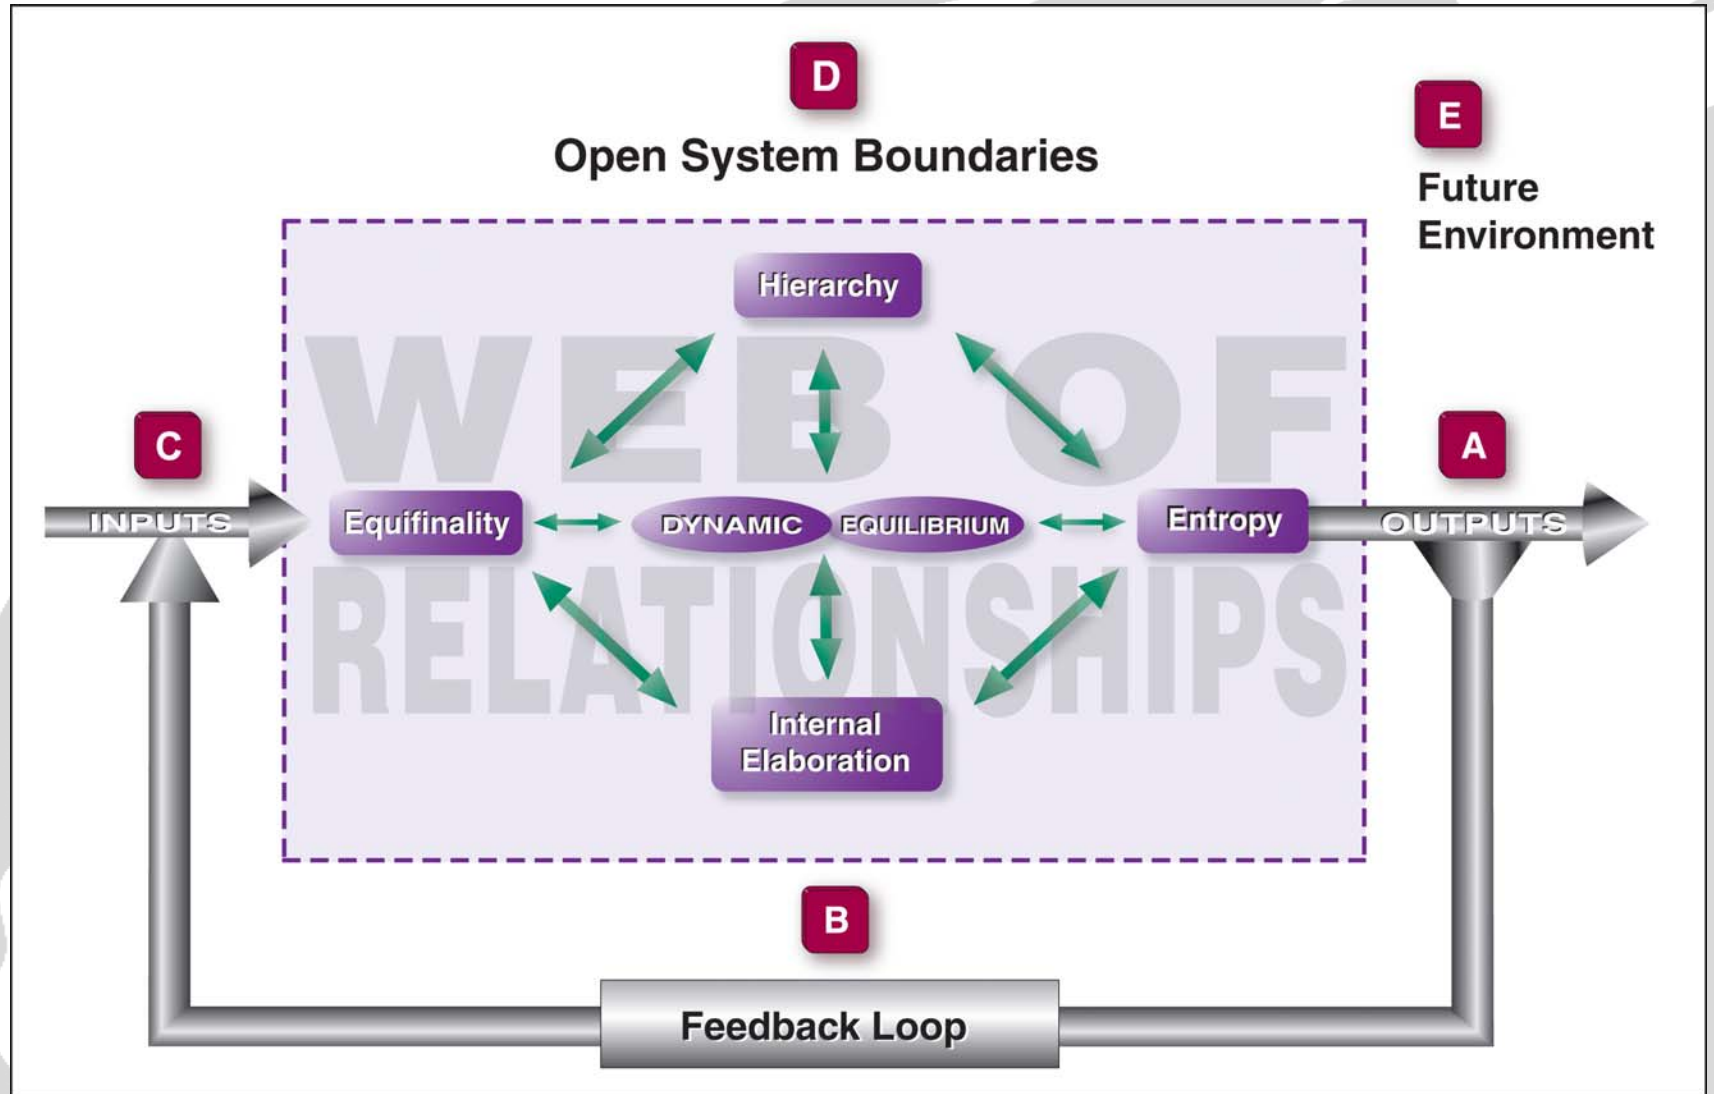 D
Open System Boundaries
E
Future
Environment
WEB OF
RELATIONSHIPS
Hierarchy
C
INPUTS
Equifinality
DYNAMIC
EQUILIBRIUM
Entropy
A
OUTPUTS
Internal
Elaboration
B
Feedback Loop